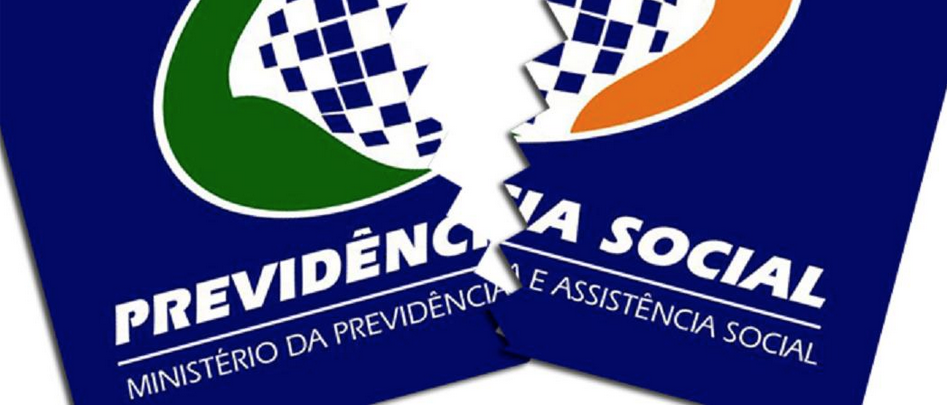 PREVIDÊNCIA SOCIAL
MINISTÉRIO DA PREVIDÊNCIA E ASSISTÊNCIA SOCIAL